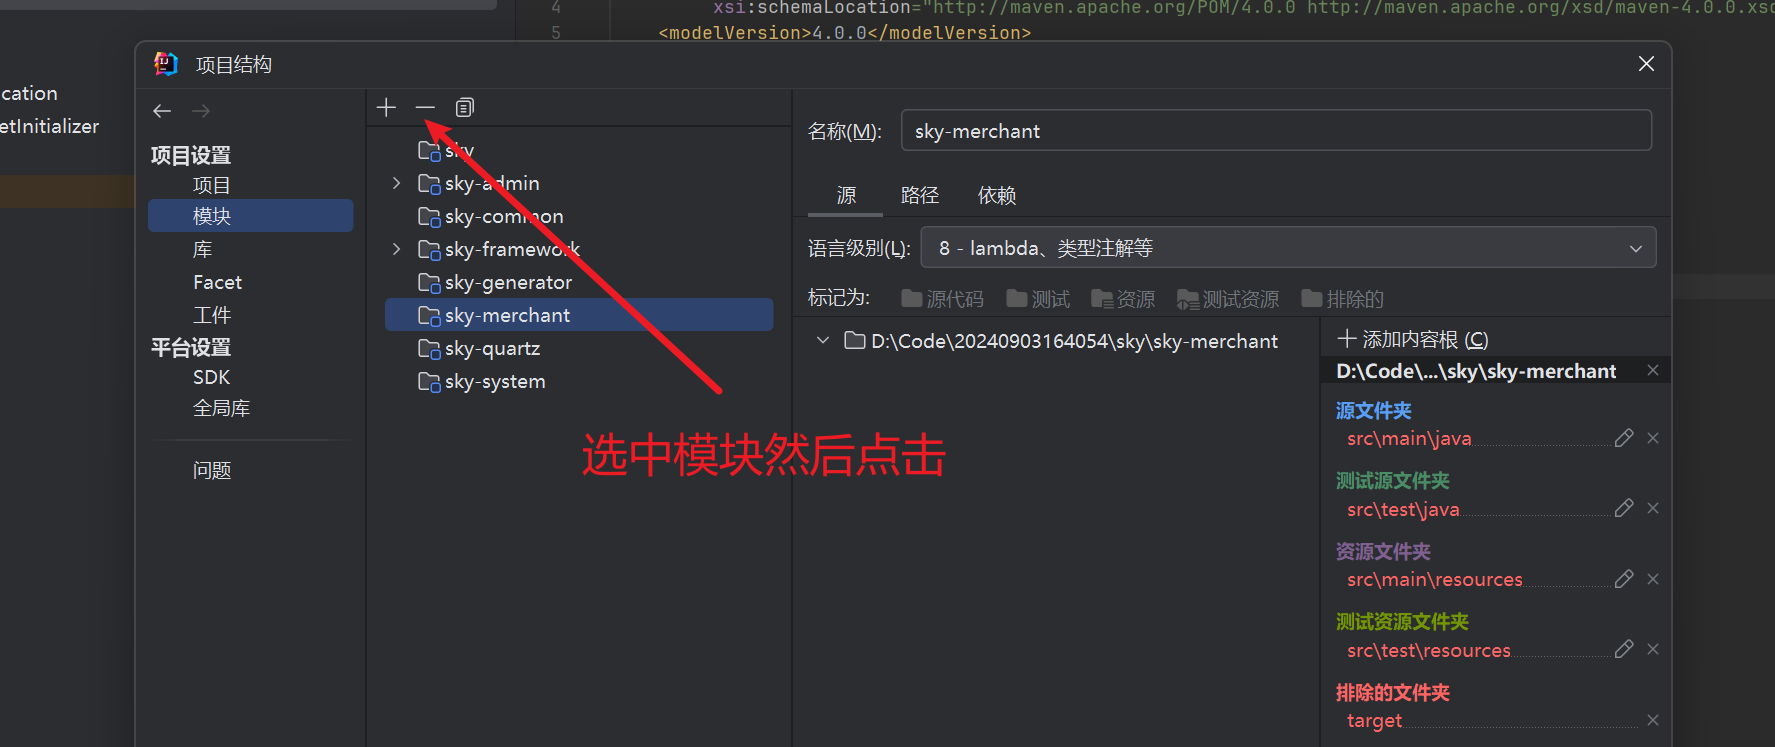 4
xsi:schemaLocation="http://maven.apache.org/POM/4.0.0 http://maven.apache.org/xsd/maven-4.0.0.xsd
5
<modelVersion>4.0.0</modelVersion>
cation
etInitializer
项目结构
项目设置
项目
模块
库
Facet
工件
平台设置
SDK
全局库
问题
sky
sky-admin
sky-common
sky-framework
sky-generator
sky-merchant
sky-quartz
sky-system
选中模块然后点击
名称(M):
sky-merchant
源 路径 依赖
语言级别(L):
8 - lambda、类型注解等
标记为: 源代码 测试 资源 测试资源 排除的
D:\Code\20240903164054\sky\sky-merchant
添加内容根 (C)
D:\Code\...\sky\sky-merchant
源文件夹
src\main\java
测试源文件夹
src\test\java
资源文件夹
src\main\resources
测试资源文件夹
src\test\resources
排除的文件夹
target